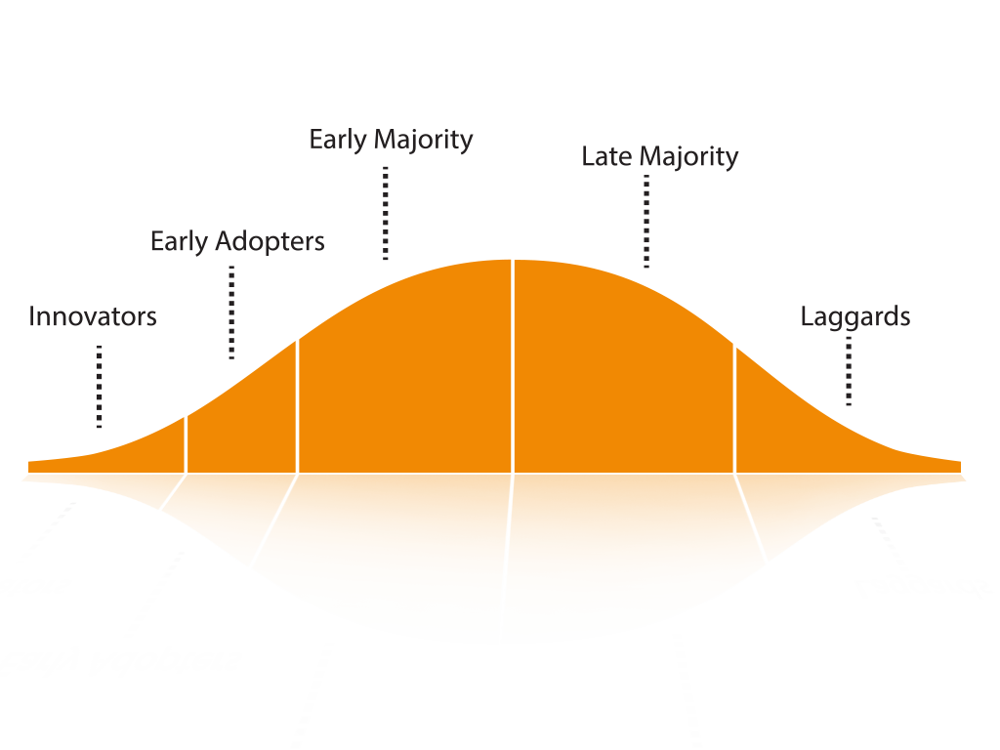 Early Majority
Late Majority
Early Adopters
Innovators
Laggards